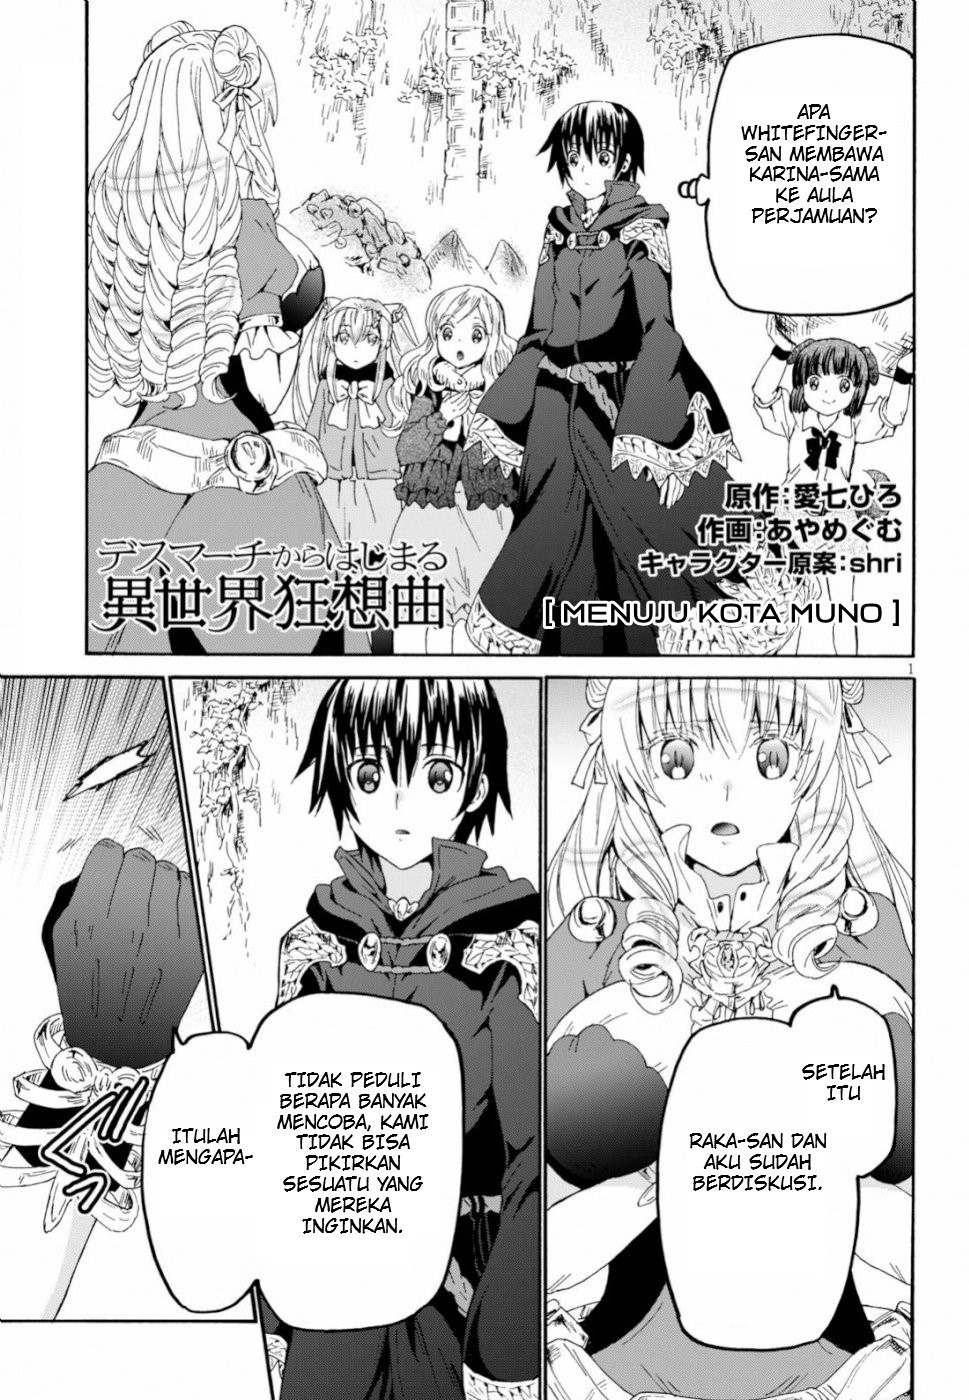 APA
WHITEFINGER-
SAN MEMBAWA
KARINA-SAMA
KE AULA
PERJAMUAN?
原作:愛七ひろ
作画:あやめぐむ
キャラクター原案:shri
デスマーチからはじまる
異世界狂想曲
[ MENUJU KOTA MUNO ]
1
SETELAH
ITU
RAKA-SAN DAN
AKU SUDAH
BERDISKUSI.
TIDAK PEDULI
BERAPA BANYAK
MENCOBA, KAMI
TIDAK BISA
PIKIRKAN
SESUATU YANG
MEREKA
INGINKAN.
ITULAH
MENGAPA-